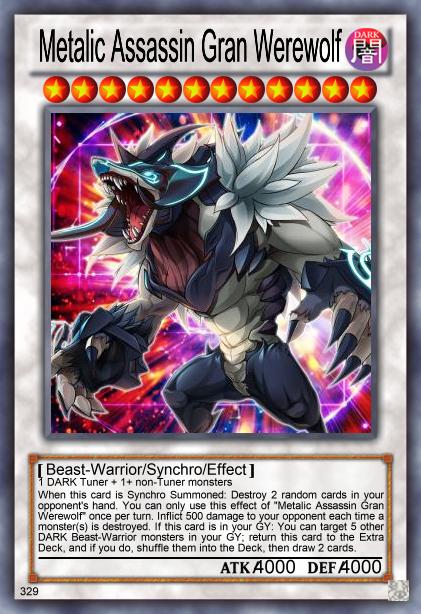 Metalic Assassin Gran Werewolf
DARK
闇
[ Beast-Warrior/Synchro/Effect ]
1 DARK Tuner + 1+ non-Tuner monsters
When this card is Synchro Summoned: Destroy 2 random cards in your
opponent's hand. You can only use this effect of "Metalic Assassin Gran
Werewolf" once per turn. Inflict 500 damage to your opponent each time a
monster(s) is destroyed. If this card is in your GY: You can target 5 other
DARK Beast-Warrior monsters in your GY; return this card to the Extra
Deck, and if you do, shuffle them into the Deck, then draw 2 cards.
ATK 4000 DEF 4000
329